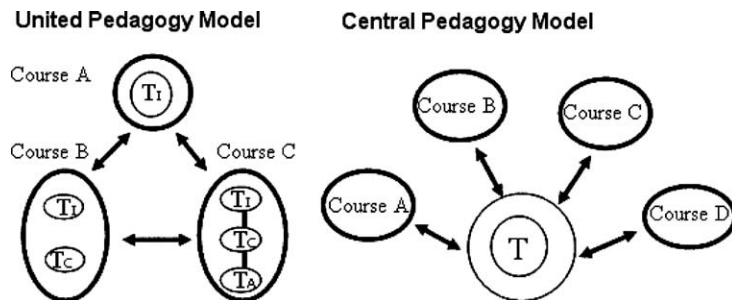 United Pedagogy Model
Course A
TI
Course B
Course C
TI
TC
TI
TC
TA
Central Pedagogy Model
Course B
Course C
Course A
Course D
T